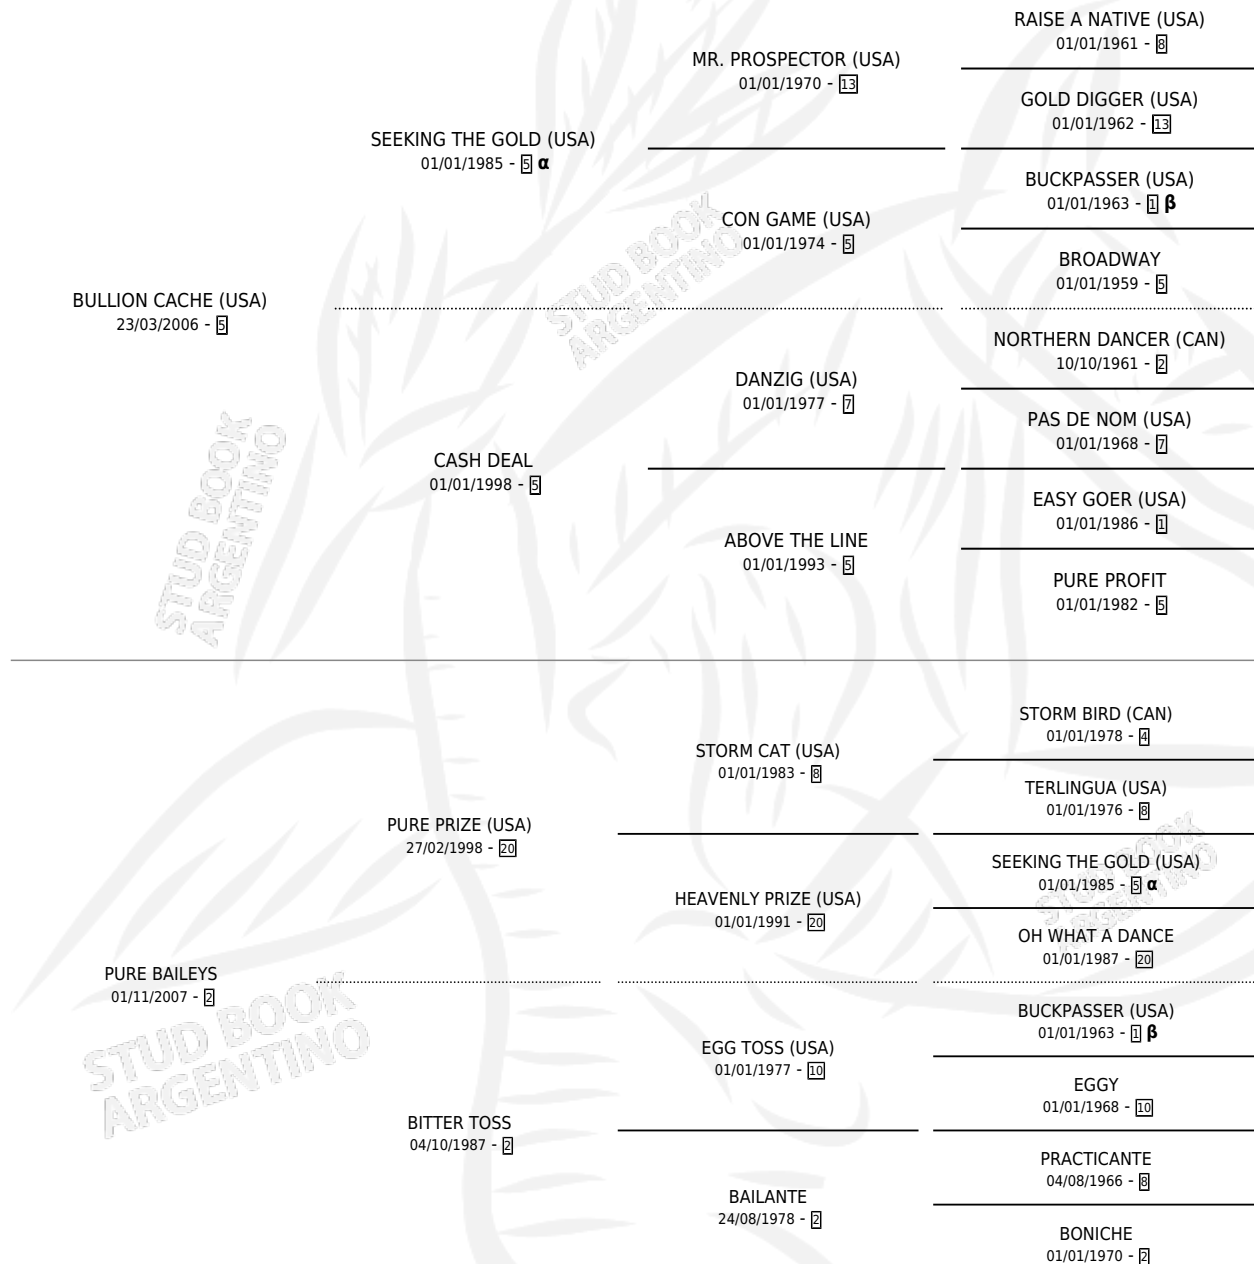 RAISE A NATIVE (USA)
01/01/1961 - 8
MR. PROSPECTOR (USA)
01/01/1970 - 13
GOLD DIGGER (USA)
01/01/1962 - 13
SEEKING THE GOLD (USA)
01/01/1985 - 5 α
BUCKPASSER (USA)
01/01/1963 - 1 β
CON GAME (USA)
01/01/1974 - 5
BROADWAY
01/01/1959 - 5
BULLION CACHE (USA)
23/03/2006 - 5
STUD BOOK
ARGENTINO
NORTHERN DANCER (CAN)
10/10/1961 - 2
DANZIG (USA)
01/01/1977 - 7
PAS DE NOM (USA)
01/01/1968 - 7
CASH DEAL
01/01/1998 - 5
EASY GOER (USA)
01/01/1986 - 1
ABOVE THE LINE
01/01/1993 - 5
PURE PROFIT
01/01/1982 - 5
STUD BOOK
ARGENTINO
STORM BIRD (CAN)
01/01/1978 - 4
STORM CAT (USA)
01/01/1983 - 8
TERLINGUA (USA)
01/01/1976 - 8
PURE PRIZE (USA)
27/02/1998 - 20
SEEKING THE GOLD (USA)
01/01/1985 - 5 α
STUD BOOK
ARGENTINO
HEAVENLY PRIZE (USA)
01/01/1991 - 20
OH WHAT A DANCE
01/01/1987 - 20
PURE BAILEYS
01/11/2007 - 2
STUD BOOK
ARGENTINO
BUCKPASSER (USA)
01/01/1963 - 1 β
EGG TOSS (USA)
01/01/1977 - 10
EGGY
01/01/1968 - 10
BITTER TOSS
04/10/1987 - 2
PRACTICANTE
04/08/1966 - 8
BAILANTE
24/08/1978 - 2
BONICHE
01/01/1970 - 2